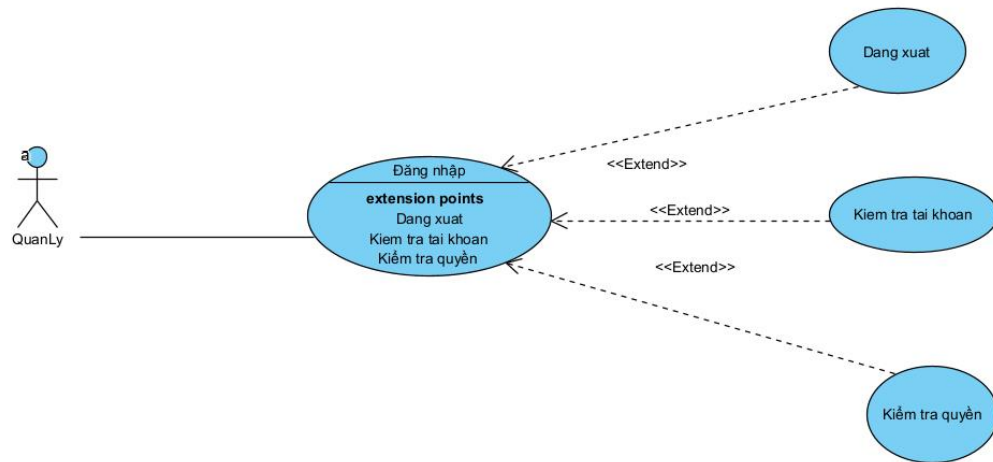 Dang xuat
<<Extend>>
a
QuanLy
Đăng nhập
extension points
Dang xuat
Kiem tra tai khoan
Kiểm tra quyền
<<Extend>>
Kiem tra tai khoan
<<Extend>>
Kiểm tra quyền